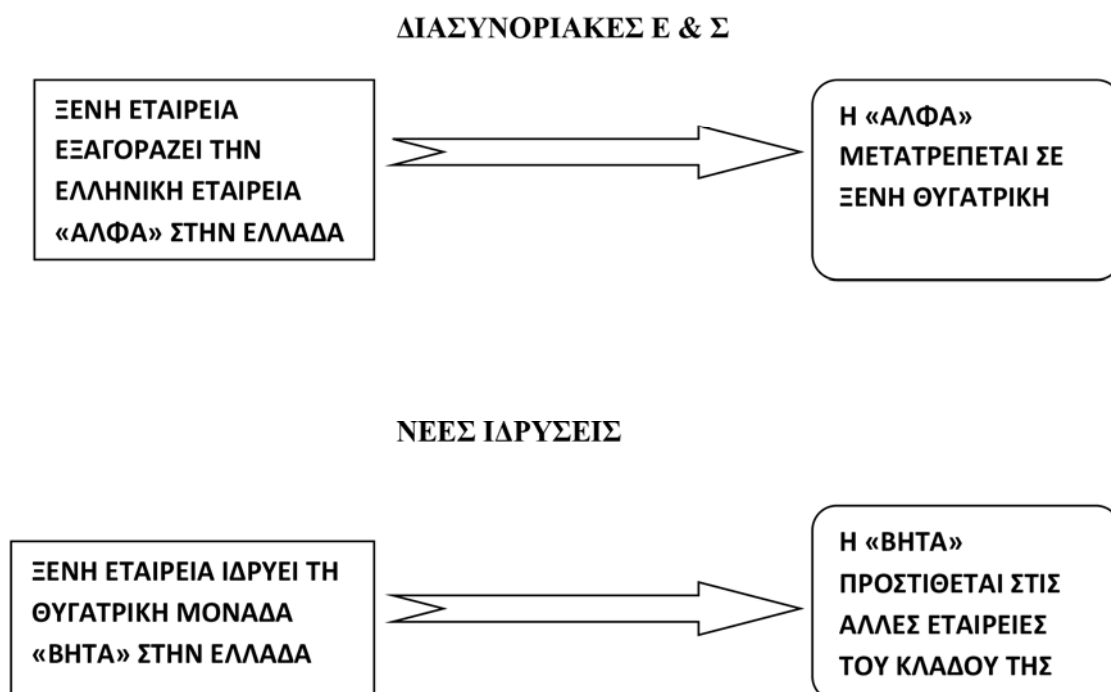 ΔΙΑΣΥΝΟΡΙΑΚΕΣ Ε & Σ
ΞΕΝΗ ΕΤΑΙΡΕΙΑ
ΕΞΑΓΟΡΑΖΕΙ ΤΗΝ
ΕΛΛΗΝΙΚΗ ΕΤΑΙΡΕΙΑ
«ΑΛΦΑ» ΣΤΗΝ ΕΛΛΑΔΑ
Η «ΑΛΦΑ»
ΜΕΤΑΤΡΕΠΕΤΑΙ ΣΕ
ΞΕΝΗ ΘΥΓΑΤΡΙΚΗ
ΝΕΕΣ ΙΔΡΥΣΕΙΣ
ΞΕΝΗ ΕΤΑΙΡΕΙΑ ΙΔΡΥΕΙ ΤΗ
ΘΥΓΑΤΡΙΚΗ ΜΟΝΑΔΑ
«ΒΗΤΑ» ΣΤΗΝ ΕΛΛΑΔΑ
Η «ΒΗΤΑ»
ΠΡΟΣΤΙΘΕΤΑΙ ΣΤΙΣ
ΑΛΛΕΣ ΕΤΑΙΡΕΙΕΣ
ΤΟΥ ΚΛΑΔΟΥ ΤΗΣ